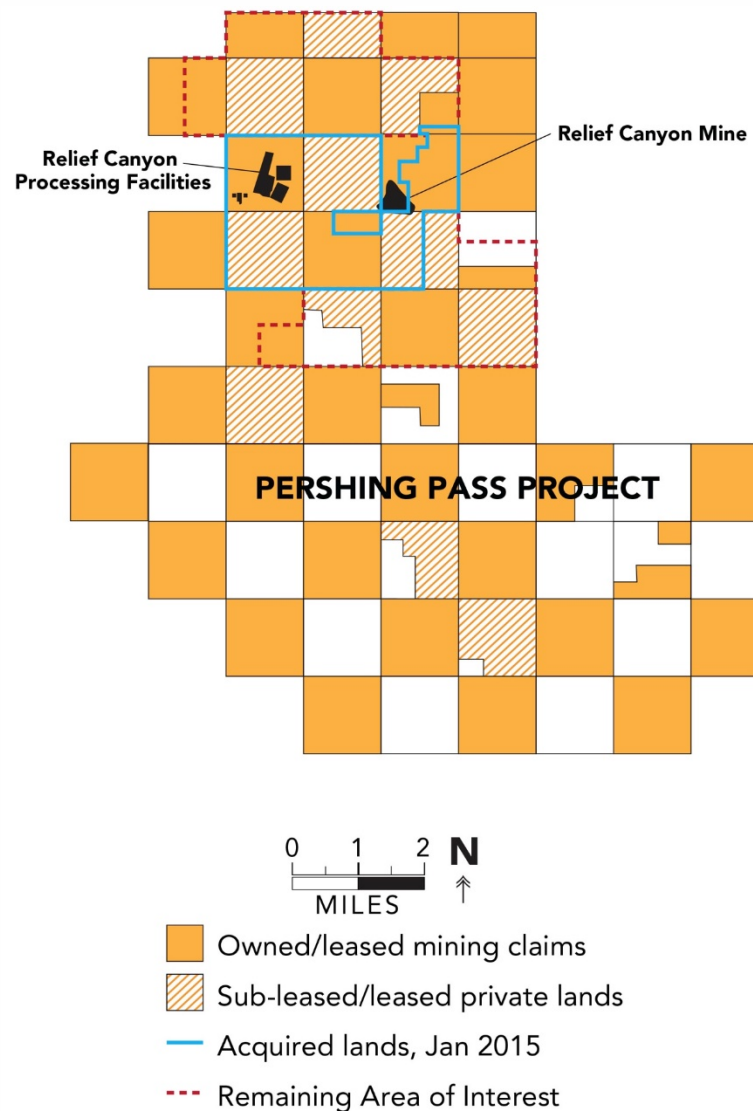 Relief Canyon Mine
Relief Canyon
Processing Facilities
PERSHING PASS PROJECT
0 1 2 N
MILES
Owned/leased mining claims
Sub-leased/leased private lands
Acquired lands, Jan 2015
Remaining Area of Interest